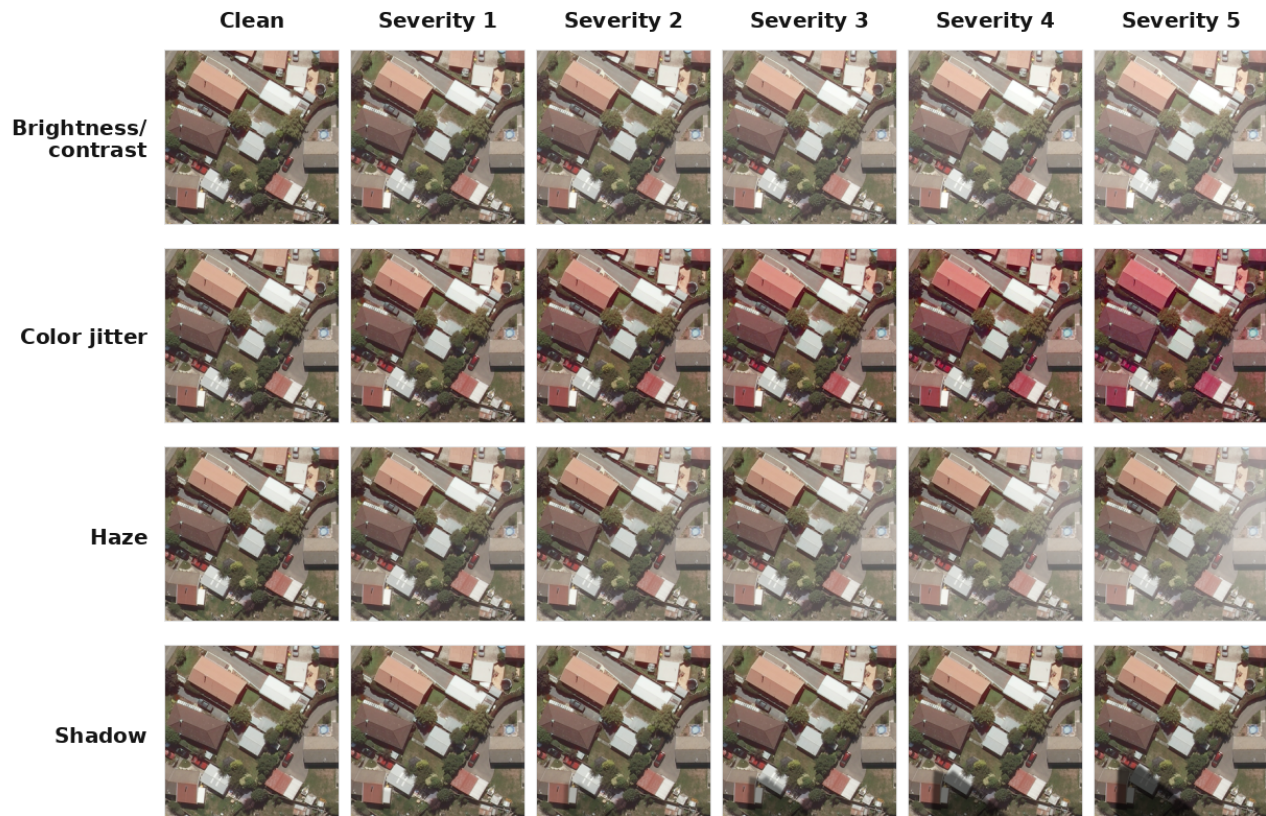 Clean Severity 1 Severity 2 Severity 3 Severity 4 Severity 5
Brightness/
contrast
Color jitter
Haze
Shadow